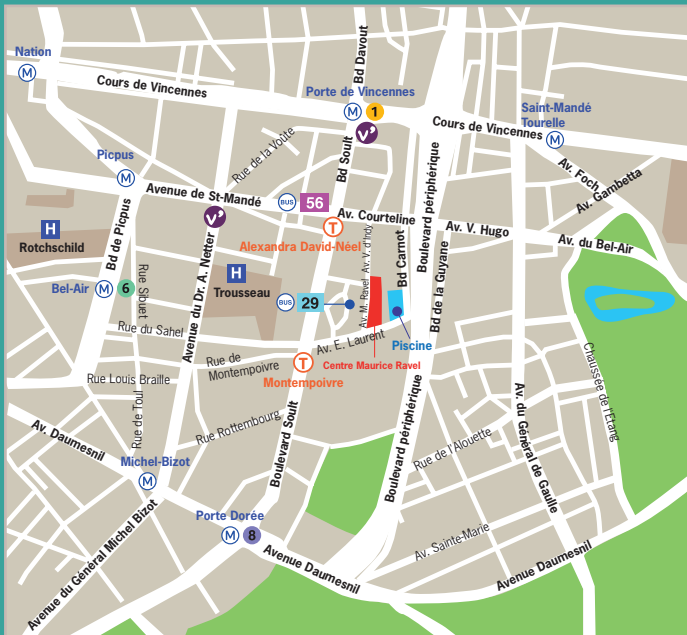 Nation
M
Cours de Vincennes
Bd Davout
Porte de Vincennes
M 1
v'
Cours de Vincennes
Saint-Mandé
Tourelle
M
Picpus
M
Rue de la Voûte
Bd Soult
Av. Foch
Av. Gambetta
Avenue de St-Mandé
BUS 56
v'
T
Alexandra David-Néel
Av. Courteline
Av. V. Hugo
Av. du Bel-Air
H
Rotchschild
Bd de Picpus
Bel-Air M 6
Rue Sibuet
Avenue du Dr. A. Netter
H
Trousseau
BUS 29
Av. M. Ravel
Av. V. d'Indy
Bd Carnot
Boulevard périphérique
Bd de la Guyane
Piscine
Rue du Sahel
Av. E. Laurent
Centre Maurice Ravel
Rue de
Montempoivre
T
Montempoivre
Rue Louis Braille
Rue de Toul
Chaussée de l'Etang
Av. Daumesnil
Rue Rottembourg
Boulevard Soult
Boulevard périphérique
Rue de l'Alouette
Av. du Général de Gaulle
Michel-Bizot
M
Avenue du Général Michel Bizot
Porte Dorée
M 8
Avenue Daumesnil
Av. Sainte-Marie
Avenue Daumesnil